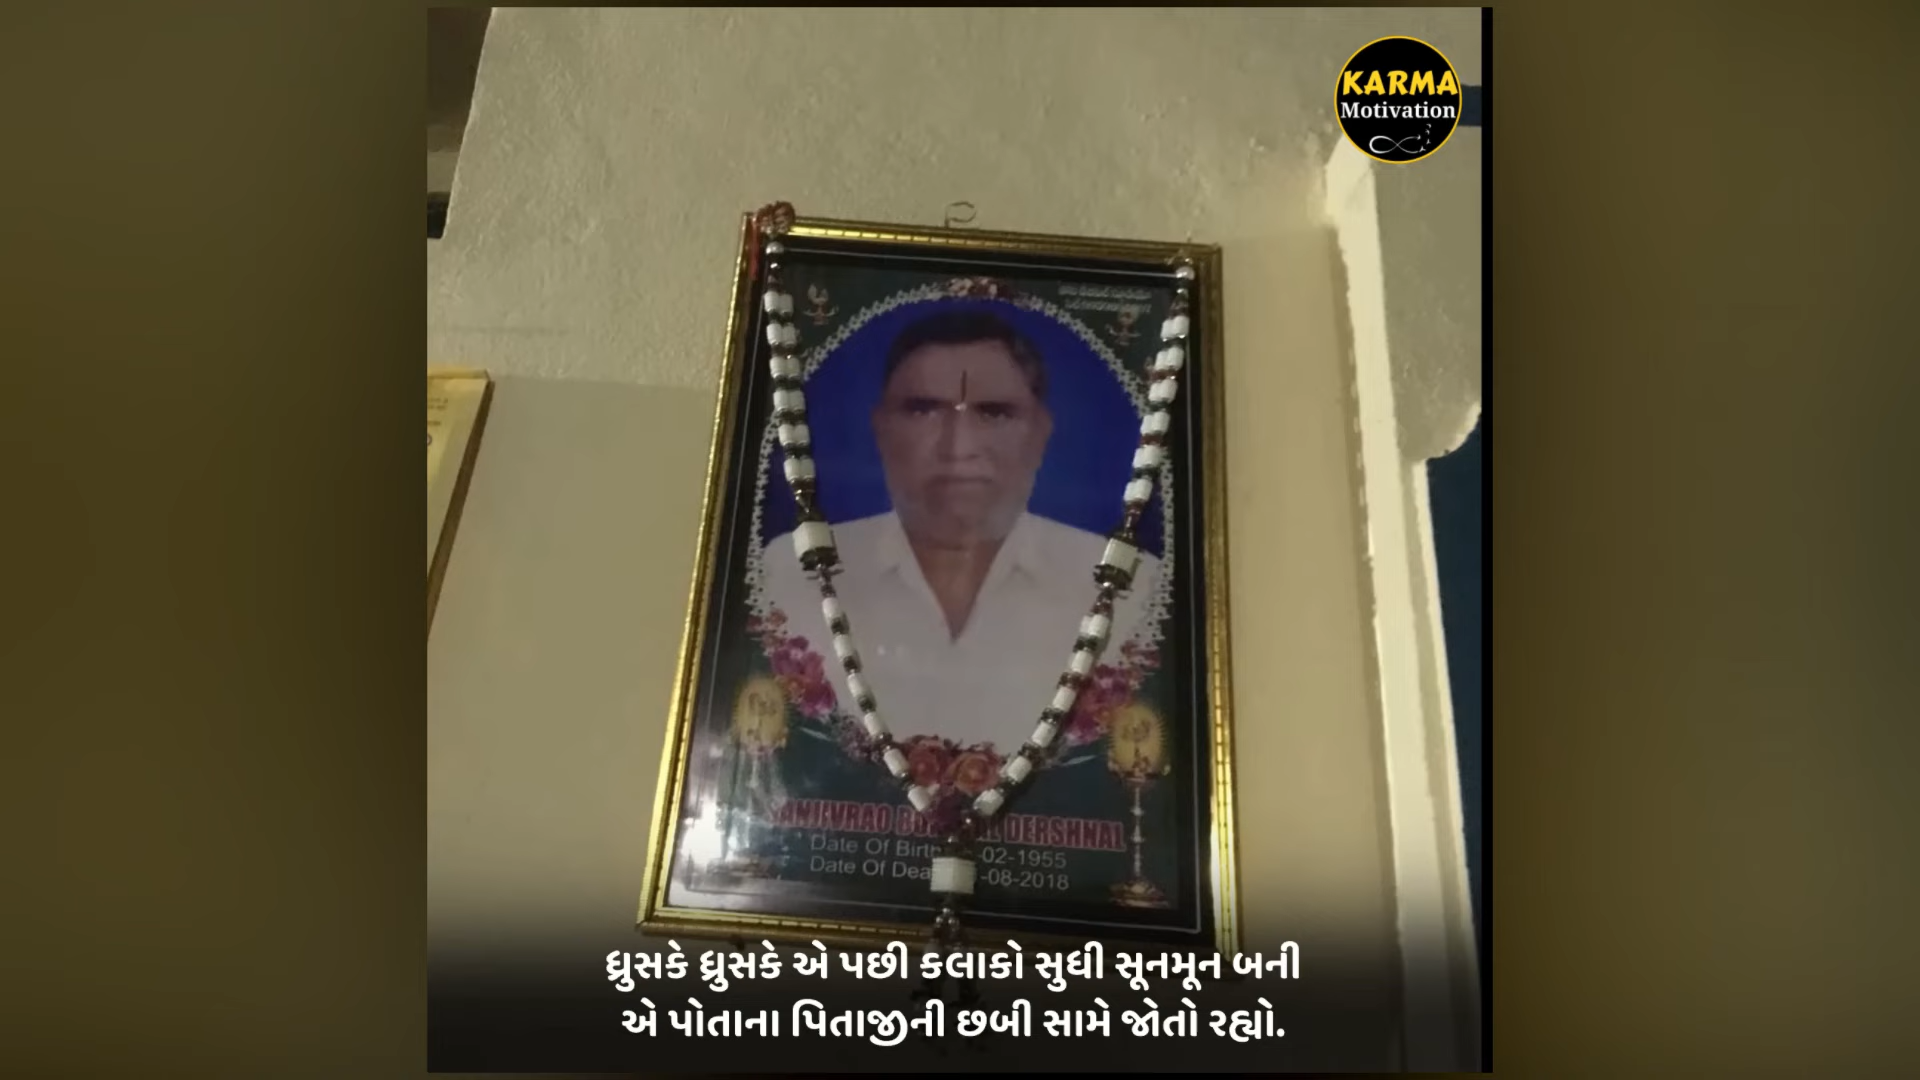 KARMA
Motivation
DERSHNAL
Date Of Birth -02-1955
Date Of -08-2018
ધ્રુસકે ધ્રુસકે એ પછી કલાકો સુધી સૂનમૂન બની
એ પોતાના પિતાજીની છબી સામે જોતો રહ્યો.